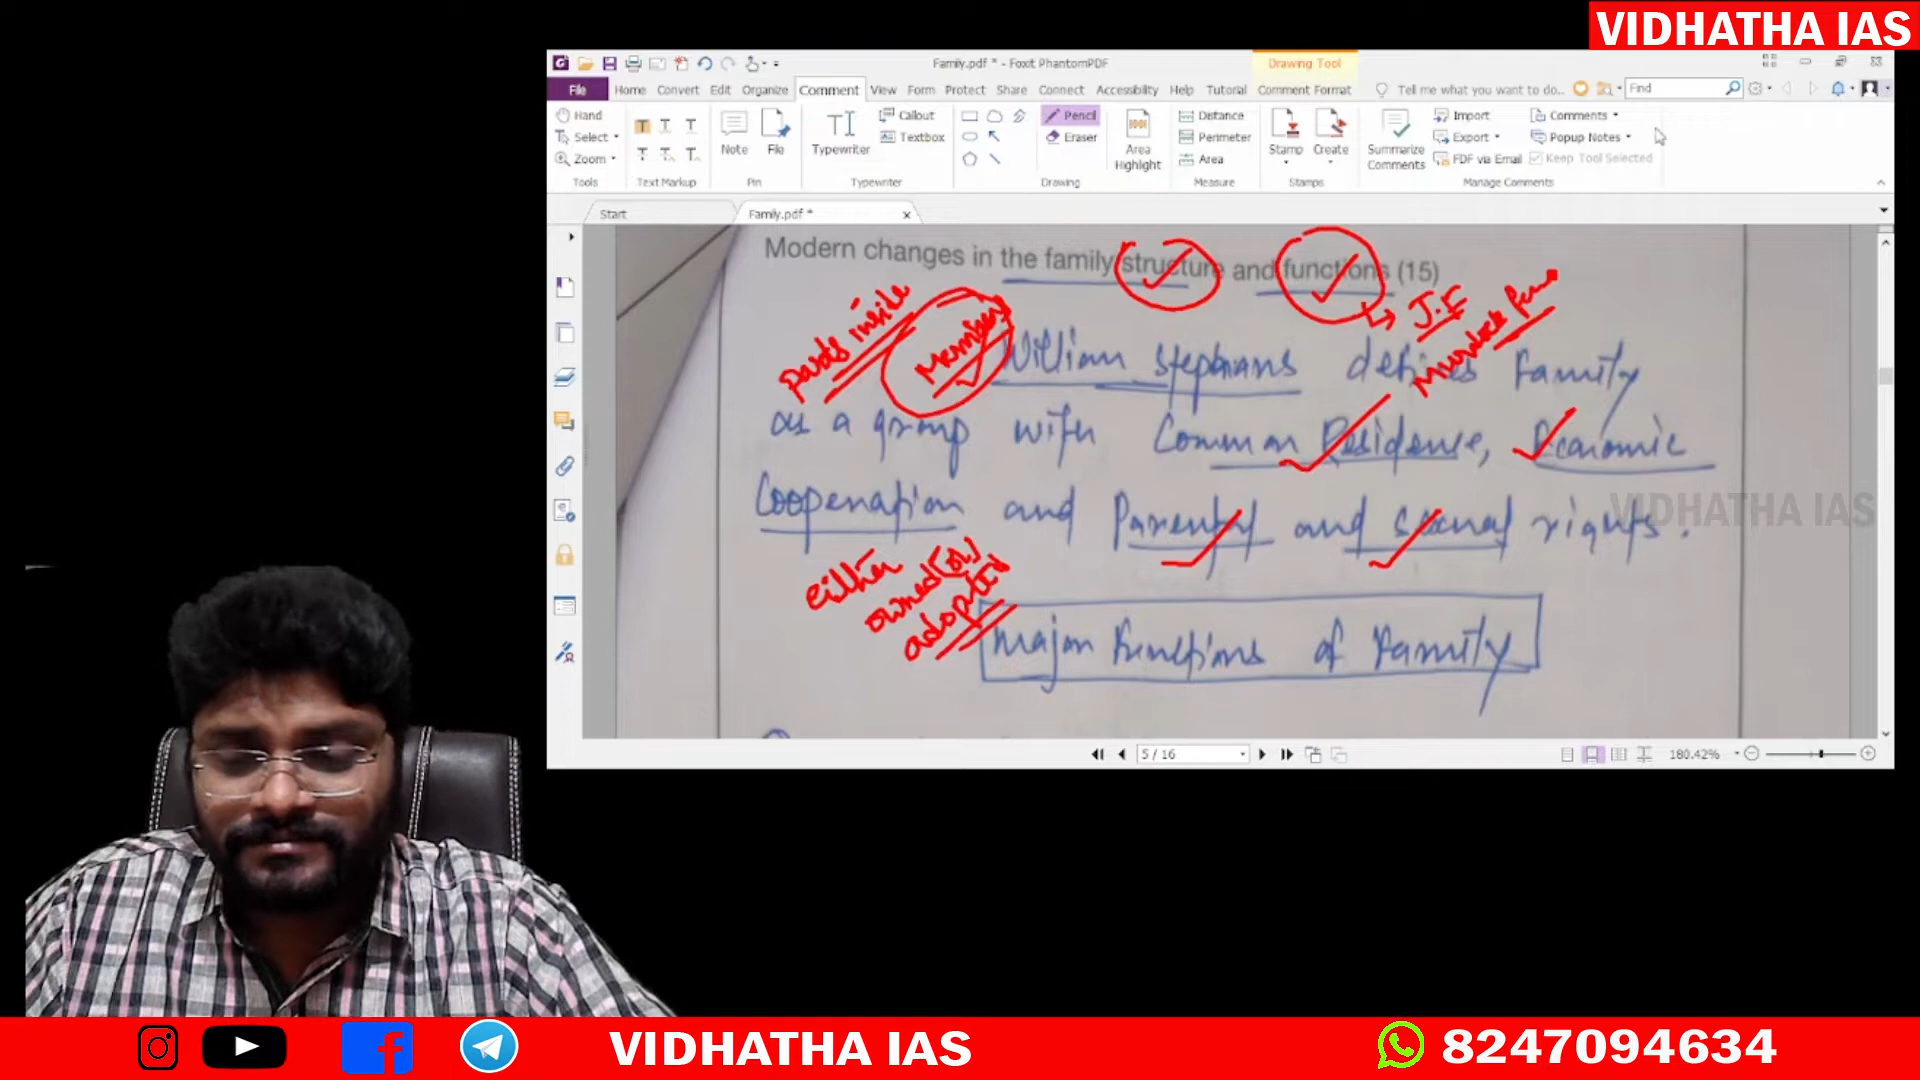 VIDHATHA IAS
Family.pdf * - Foxit PhantomPDF
Drawing Tool
File Home Convert Edit Organize Comment View Form Protect Share Connect Accessibility Help Tutorial Comment Format Tell me what you want to do.. Find
Hand
Select
Zoom
Tools
Text Markup
Note
File
Pin
Typewriter
Callout
Textbox
Typewriter
Pencil
Eraser
Area Highlight
Drawing
Distance
Perimeter
Area
Measure
Stamp
Create
Stamps
Summarize Comments
Import
Export
FDF via Email
Comments
Popup Notes
Keep Tool Selected
Manage Comments
Start
Family.pdf *
Modern changes in the family structure and functions (15)
J.F
Murdock
parts inside
Members
William Stephans defines Family
as a group with Common Residence, Economic
Cooperation and Parenty and sexual rights.
VIDHATHA IAS
either
owned (or)
adopted
Major Functions of Family
5 / 16
180.42%
VIDHATHA IAS
8247094634